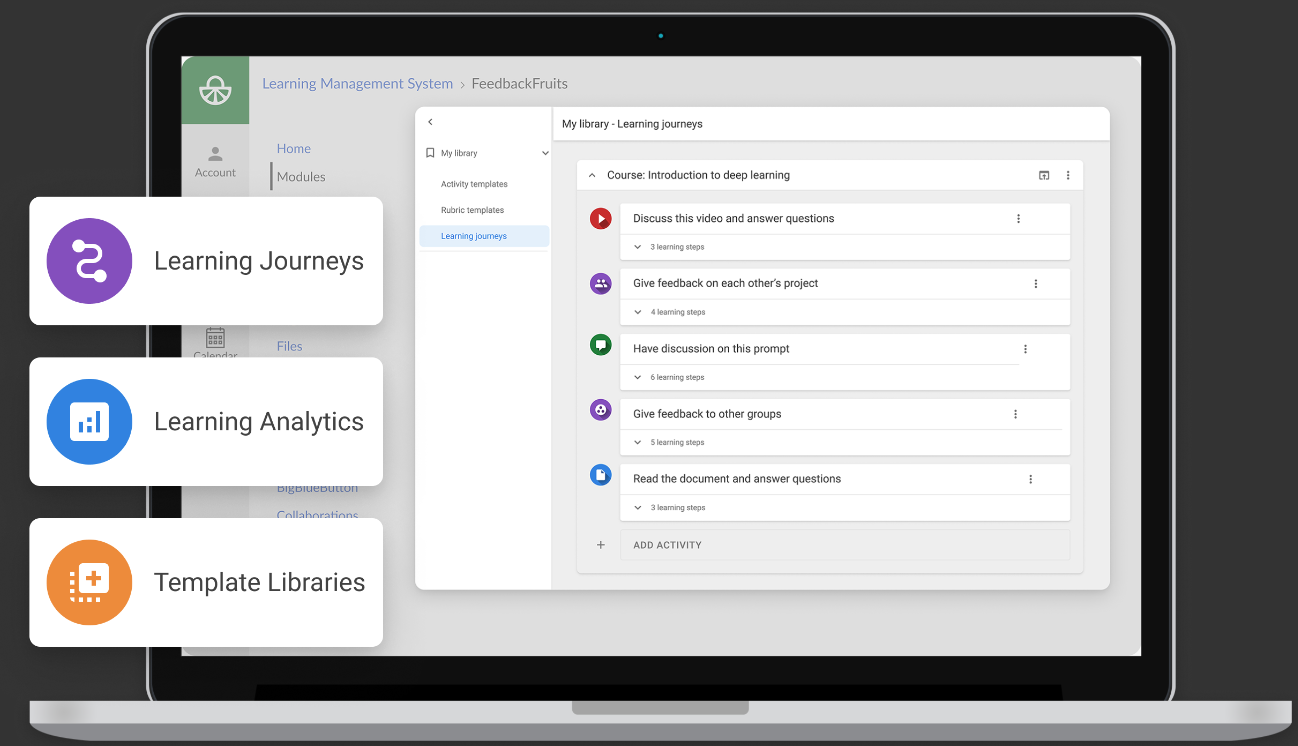 Learning Management System › FeedbackFruits
Account
Home
Modules
Calendar
Files
BigBlueButton
Collaborations
Learning Journeys
Learning Analytics
Template Libraries
My library
Activity templates
Rubric templates
Learning journeys
My library - Learning journeys
Course: Introduction to deep learning
Discuss this video and answer questions
3 learning steps
Give feedback on each other's project
4 learning steps
Have discussion on this prompt
6 learning steps
Give feedback to other groups
5 learning steps
Read the document and answer questions
3 learning steps
+ ADD ACTIVITY